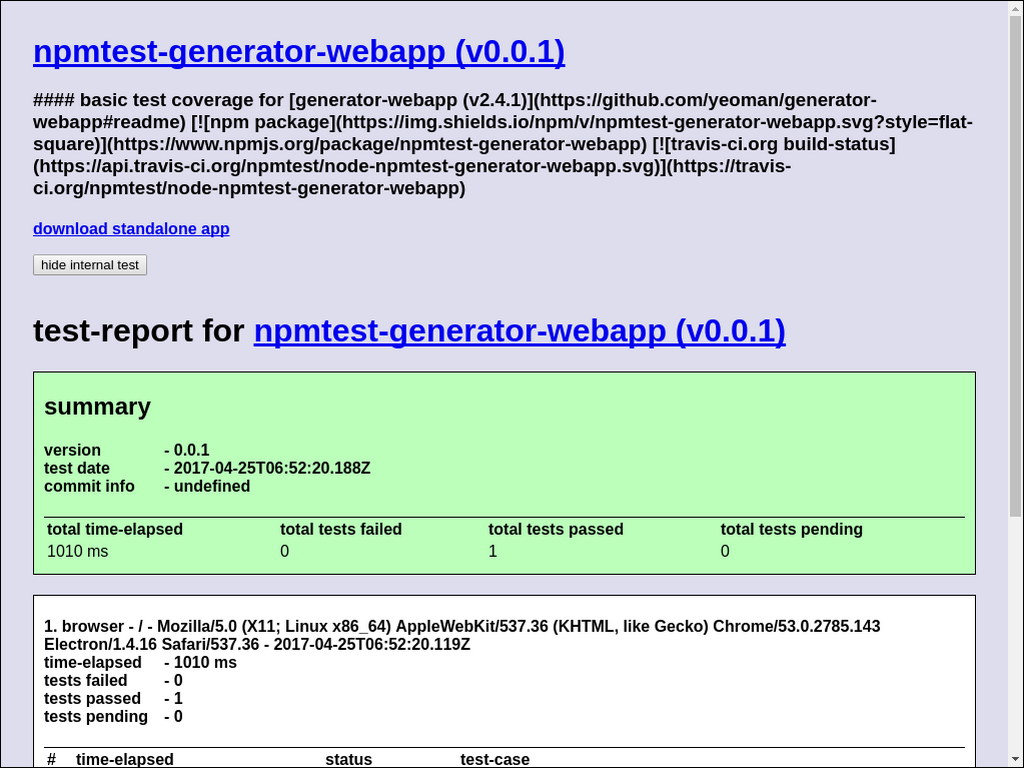 npmtest-generator-webapp (v0.0.1)
#### basic test coverage for [generator-webapp (v2.4.1)](https://github.com/yeoman/generator-
webapp#readme) [![npm package](https://img.shields.io/npm/v/npmtest-generator-webapp.svg?style=flat-
square)](https://www.npmjs.org/package/npmtest-generator-webapp) [![travis-ci.org build-status]
(https://api.travis-ci.org/npmtest/node-npmtest-generator-webapp.svg)](https://travis-
ci.org/npmtest/node-npmtest-generator-webapp)
download standalone app
hide internal test
test-report for npmtest-generator-webapp (v0.0.1)
summary
version - 0.0.1
test date - 2017-04-25T06:52:20.188Z
commit info - undefined
total time-elapsed total tests failed total tests passed total tests pending
1010 ms 0 1 0
1. browser - / - Mozilla/5.0 (X11; Linux x86_64) AppleWebKit/537.36 (KHTML, like Gecko) Chrome/53.0.2785.143
Electron/1.4.16 Safari/537.36 - 2017-04-25T06:52:20.119Z
time-elapsed - 1010 ms
tests failed - 0
tests passed - 1
tests pending - 0
# time-elapsed status test-case